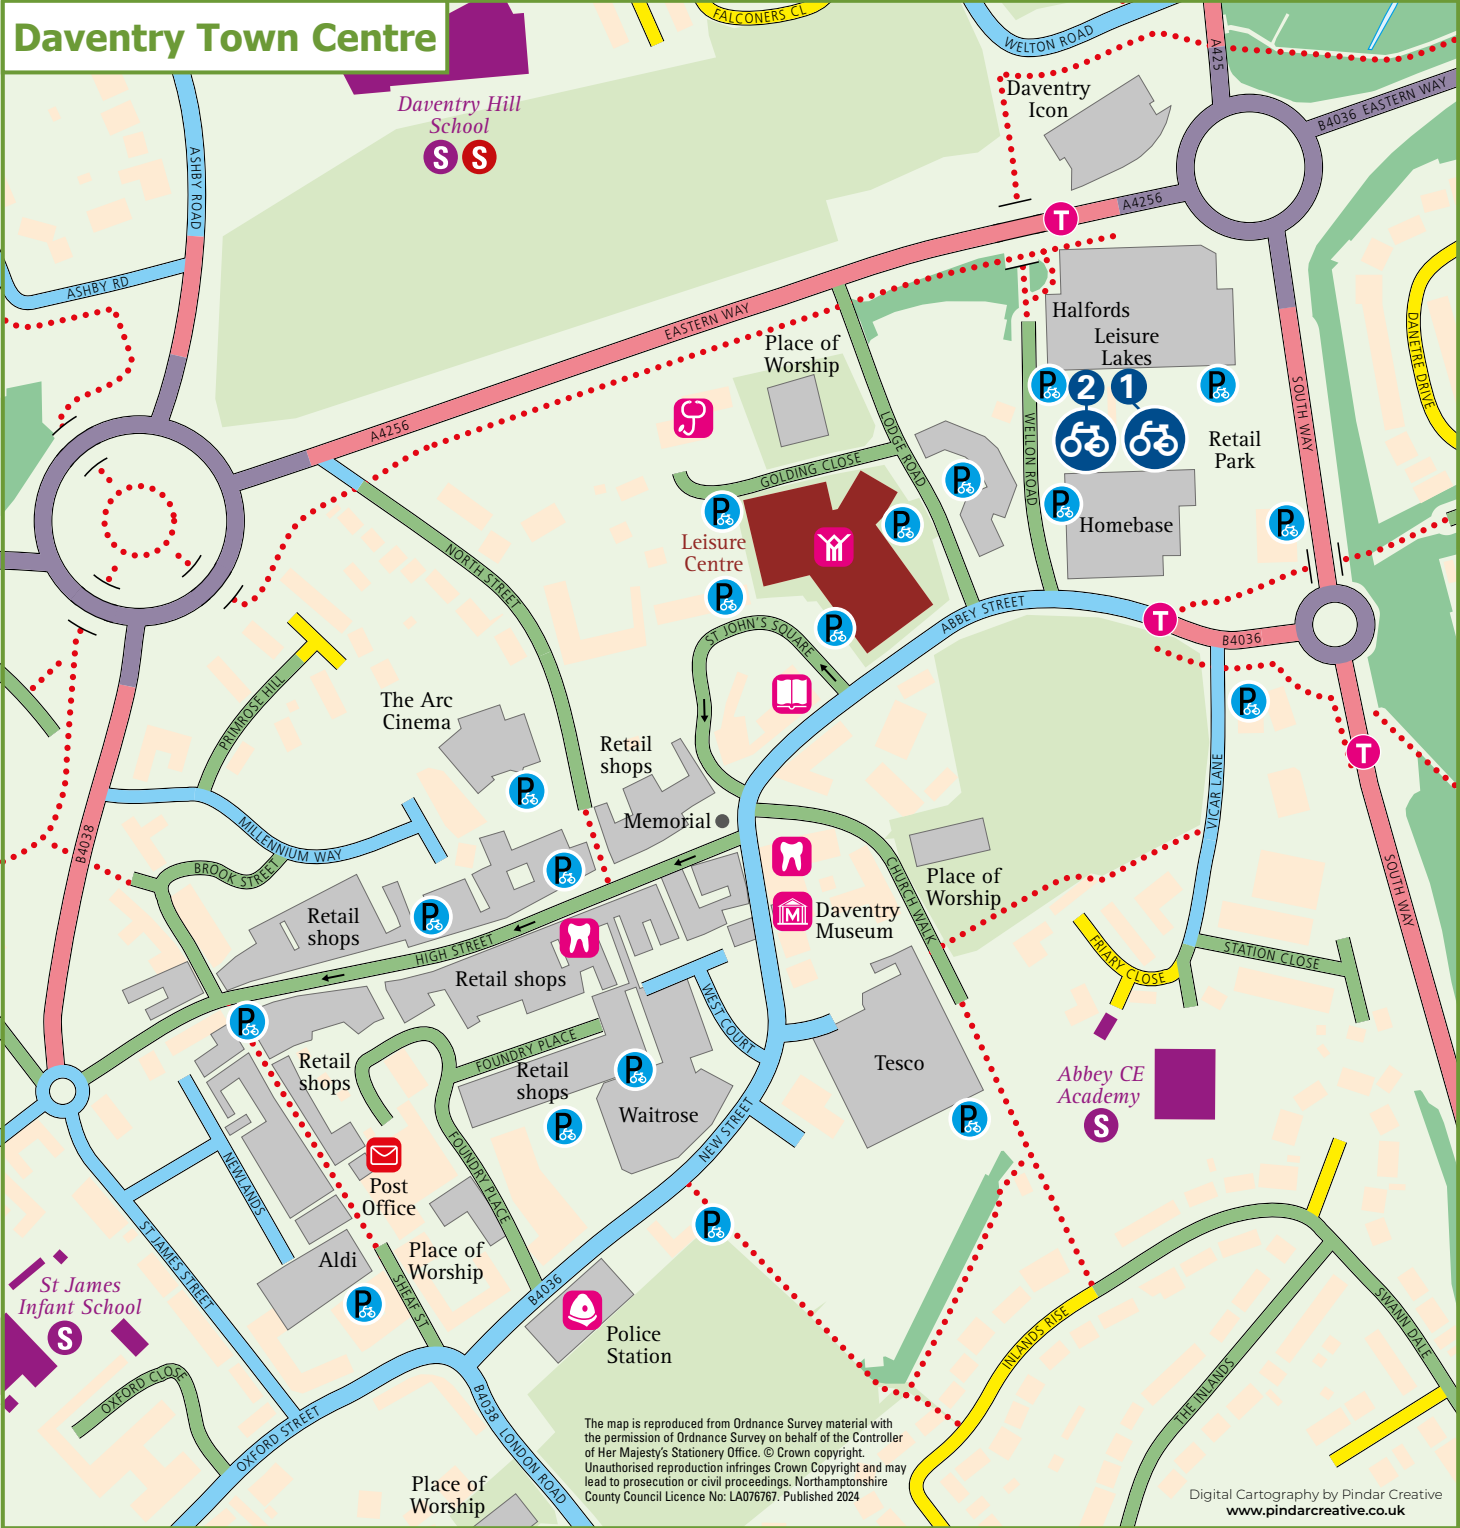 Daventry Town Centre
FALCONERS CL
WELTON ROAD
A425
B4036 EASTERN WAY
Daventry
Icon
Daventry Hill
School
S
S
ASHBY ROAD
ASHBY RD
T
A4256
EASTERN WAY
A4256
Halfords
Leisure
Lakes
P
2
1
P
Retail
Park
SOUTH WAY
DANETRE DRIVE
Place of
Worship
LODGE ROAD
WELLON ROAD
GOLDING CLOSE
P
P
P
P
P
Homebase
P
Leisure
Centre
P
P
NORTH STREET
ST JOHN'S SQUARE
ABBEY STREET
T
B4036
P
T
PRIMROSE HILL
The Arc
Cinema
P
Retail
shops
Memorial
VICAR LANE
B4038
MILLENNIUM WAY
BROOK STREET
P
P
Retail
shops
HIGH STREET
Retail shops
M
Daventry
Museum
CHURCH WALK
Place of
Worship
SOUTH WAY
FRIARY CLOSE
STATION CLOSE
P
WEST COURT
Retail
shops
FOUNDRY PLACE
Retail
shops
P
P
Waitrose
Tesco
P
Abbey CE
Academy
S
NEW STREET
NEWLANDS
FOUNDRY PLACE
Post
Office
P
ST JAMES STREET
Aldi
P
Place of
Worship
SHEAF ST
B4036
St James
Infant School
S
Police
Station
OXFORD CLOSE
OXFORD STREET
B4038 LONDON ROAD
INLANDS RISE
THE INLANDS
SWANN DALE
Place of
Worship
The map is reproduced from Ordnance Survey material with
the permission of Ordnance Survey on behalf of the Controller
of Her Majesty's Stationery Office. © Crown copyright.
Unauthorised reproduction infringes Crown Copyright and may
lead to prosecution or civil proceedings. Northamptonshire
County Council Licence No: LA076767. Published 2024
Digital Cartography by Pindar Creative
www.pindarcreative.co.uk